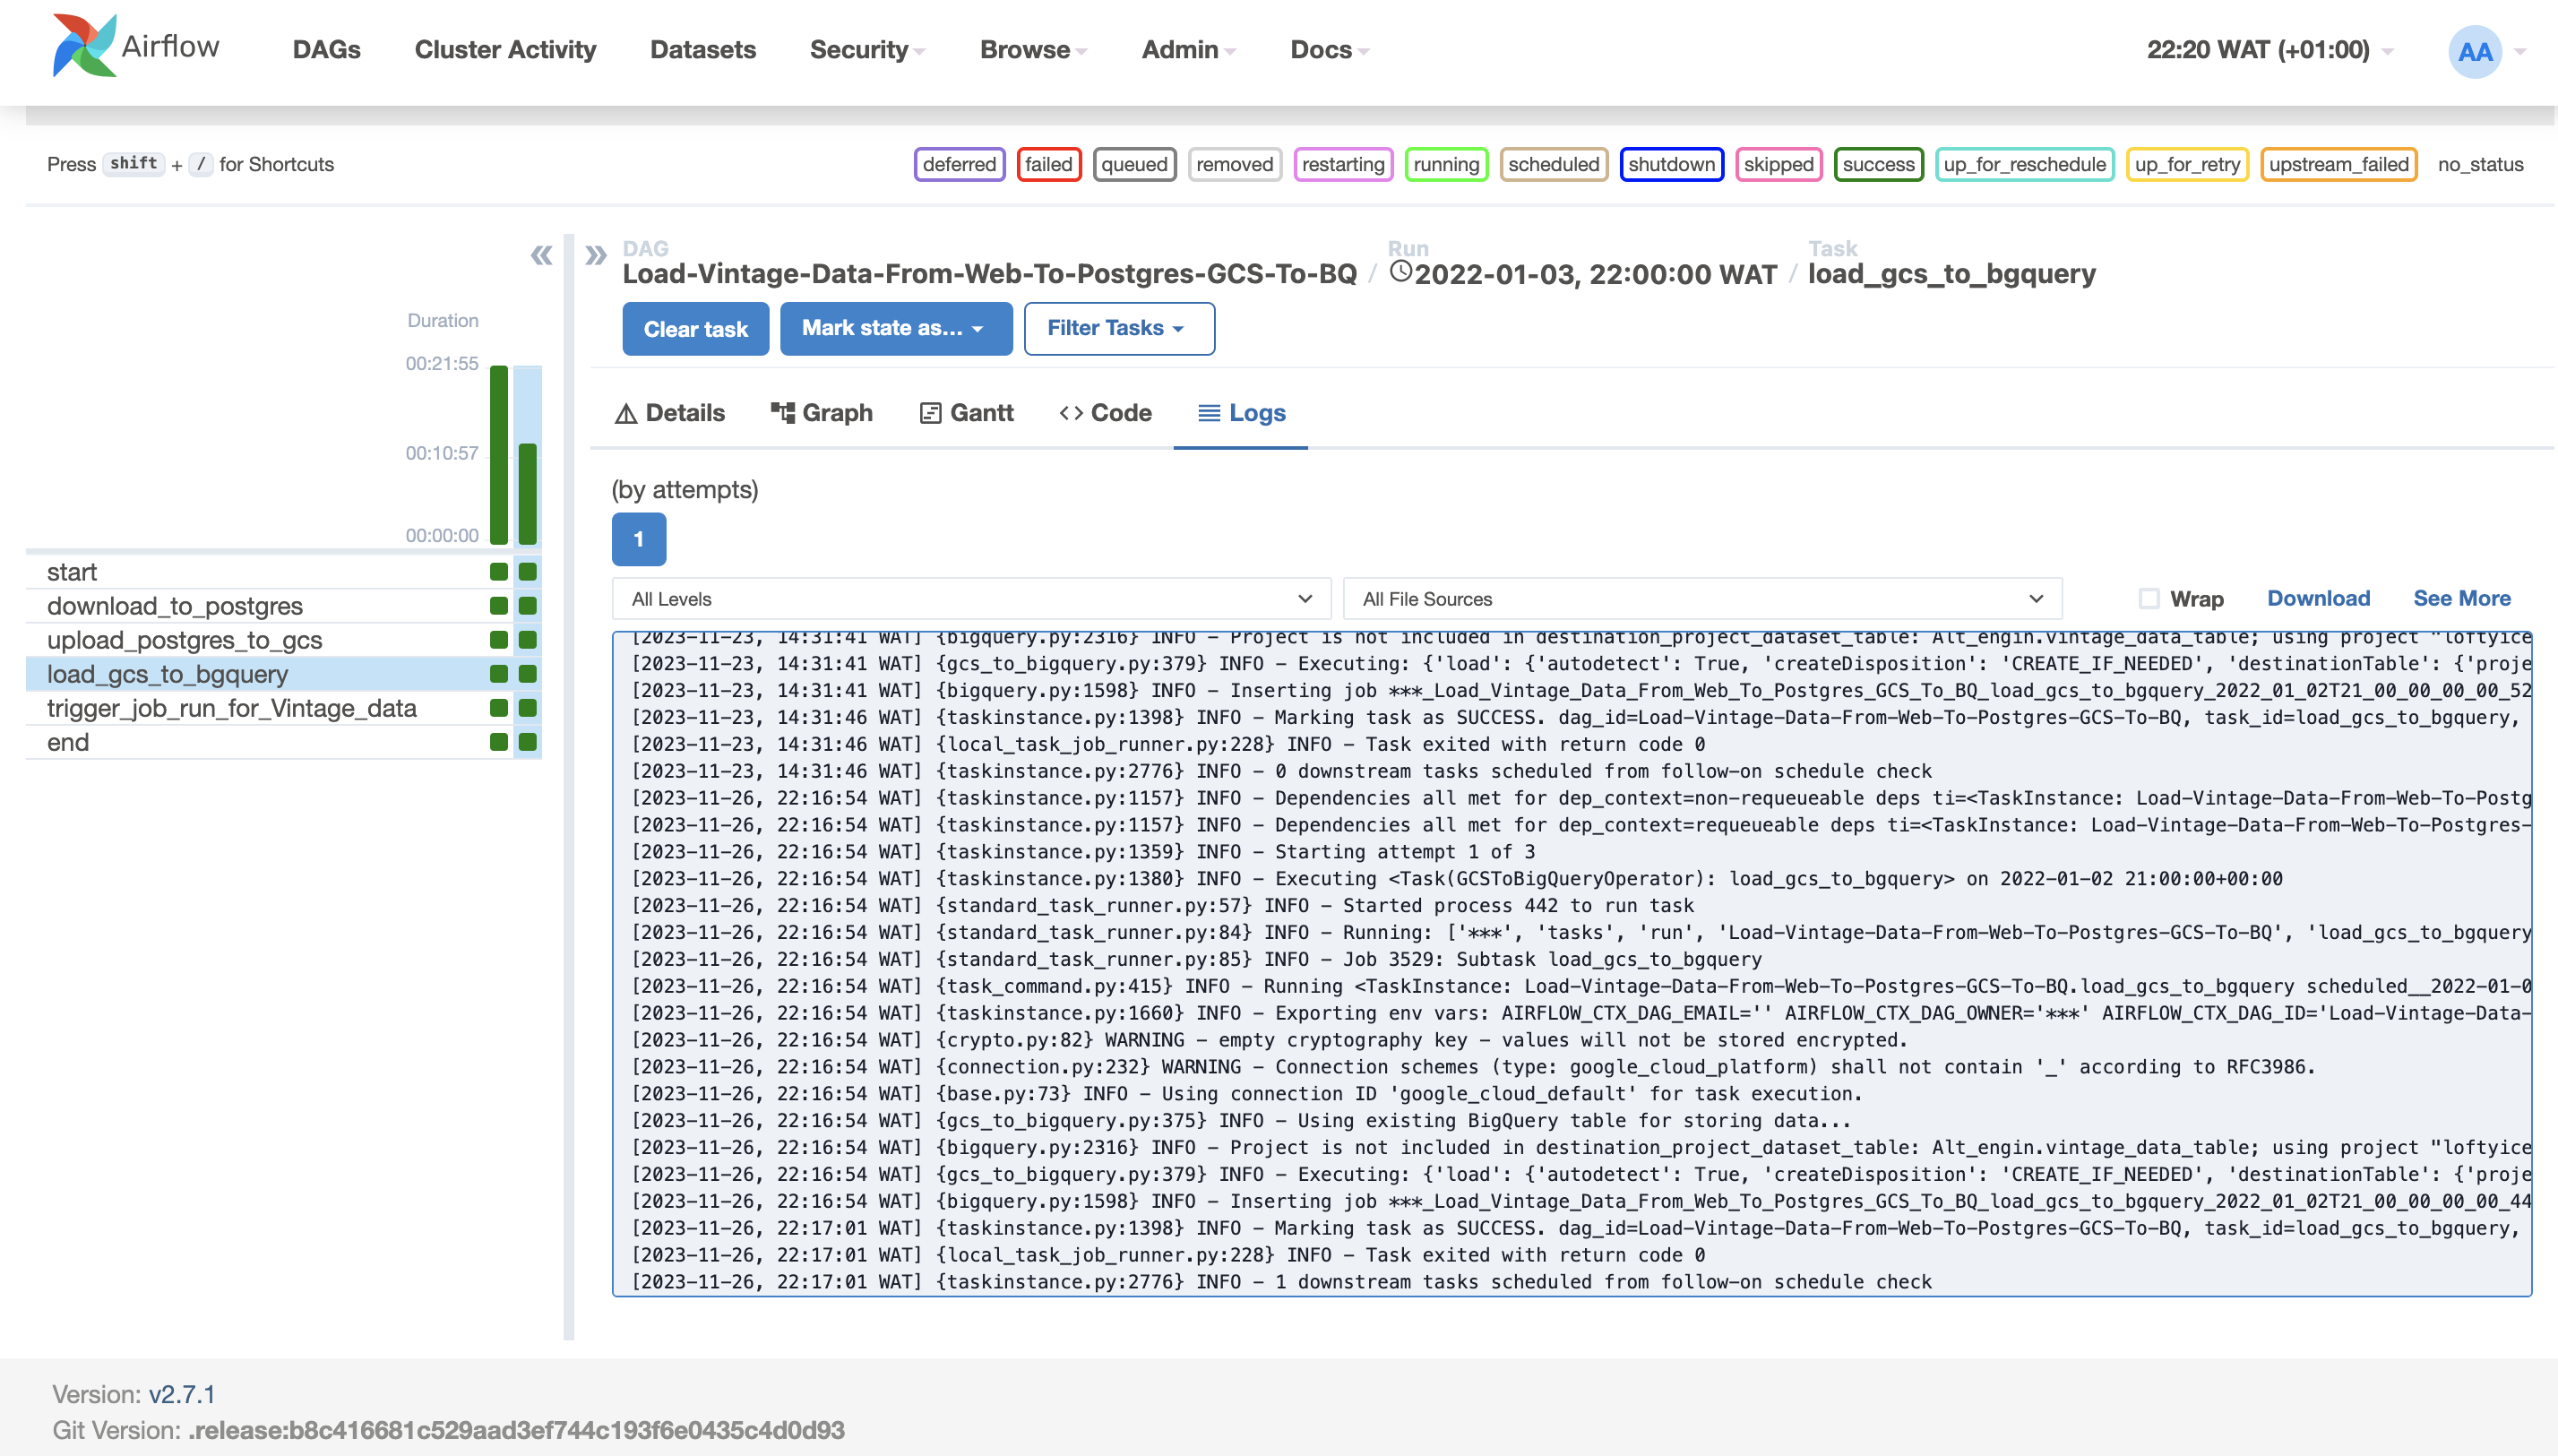 Airflow DAGs Cluster Activity Datasets Security Browse Admin Docs 22:20 WAT (+01:00) AA
Press shift + / for Shortcuts deferred failed queued removed restarting running scheduled shutdown skipped success up_for_reschedule up_for_retry upstream_failed no_status
DAG Run Task
Load-Vintage-Data-From-Web-To-Postgres-GCS-To-BQ / 2022-01-03, 22:00:00 WAT / load_gcs_to_bgquery
Clear task Mark state as... Filter Tasks
Duration
00:21:55
00:10:57
00:00:00
start
download_to_postgres
upload_postgres_to_gcs
load_gcs_to_bgquery
trigger_job_run_for_Vintage_data
end
Details Graph Gantt <> Code Logs
(by attempts)
1
All Levels All File Sources Wrap Download See More
[2023-11-23, 14:31:41 WAT] {bigquery.py:2316} INFO - Project is not included in destination_project_dataset_table: Alt_engin.vintage_data_table; using project "loftyice
[2023-11-23, 14:31:41 WAT] {gcs_to_bigquery.py:379} INFO - Executing: {'load': {'autodetect': True, 'createDisposition': 'CREATE_IF_NEEDED', 'destinationTable': {'proje
[2023-11-23, 14:31:41 WAT] {bigquery.py:1598} INFO - Inserting job ***_Load_Vintage_Data_From_Web_To_Postgres_GCS_To_BQ_load_gcs_to_bgquery_2022_01_02T21_00_00_00_00_52
[2023-11-23, 14:31:46 WAT] {taskinstance.py:1398} INFO - Marking task as SUCCESS. dag_id=Load-Vintage-Data-From-Web-To-Postgres-GCS-To-BQ, task_id=load_gcs_to_bgquery,
[2023-11-23, 14:31:46 WAT] {local_task_job_runner.py:228} INFO - Task exited with return code 0
[2023-11-23, 14:31:46 WAT] {taskinstance.py:2776} INFO - 0 downstream tasks scheduled from follow-on schedule check
[2023-11-26, 22:16:54 WAT] {taskinstance.py:1157} INFO - Dependencies all met for dep_context=non-requeueable deps ti=<TaskInstance: Load-Vintage-Data-From-Web-To-Postg
[2023-11-26, 22:16:54 WAT] {taskinstance.py:1157} INFO - Dependencies all met for dep_context=requeueable deps ti=<TaskInstance: Load-Vintage-Data-From-Web-To-Postgres-
[2023-11-26, 22:16:54 WAT] {taskinstance.py:1359} INFO - Starting attempt 1 of 3
[2023-11-26, 22:16:54 WAT] {taskinstance.py:1380} INFO - Executing <Task(GCSToBigQueryOperator): load_gcs_to_bgquery> on 2022-01-02 21:00:00+00:00
[2023-11-26, 22:16:54 WAT] {standard_task_runner.py:57} INFO - Started process 442 to run task
[2023-11-26, 22:16:54 WAT] {standard_task_runner.py:84} INFO - Running: ['***', 'tasks', 'run', 'Load-Vintage-Data-From-Web-To-Postgres-GCS-To-BQ', 'load_gcs_to_bgquery
[2023-11-26, 22:16:54 WAT] {standard_task_runner.py:85} INFO - Job 3529: Subtask load_gcs_to_bgquery
[2023-11-26, 22:16:54 WAT] {task_command.py:415} INFO - Running <TaskInstance: Load-Vintage-Data-From-Web-To-Postgres-GCS-To-BQ.load_gcs_to_bgquery scheduled__2022-01-0
[2023-11-26, 22:16:54 WAT] {taskinstance.py:1660} INFO - Exporting env vars: AIRFLOW_CTX_DAG_EMAIL='' AIRFLOW_CTX_DAG_OWNER='***' AIRFLOW_CTX_DAG_ID='Load-Vintage-Data-
[2023-11-26, 22:16:54 WAT] {crypto.py:82} WARNING - empty cryptography key - values will not be stored encrypted.
[2023-11-26, 22:16:54 WAT] {connection.py:232} WARNING - Connection schemes (type: google_cloud_platform) shall not contain '_' according to RFC3986.
[2023-11-26, 22:16:54 WAT] {base.py:73} INFO - Using connection ID 'google_cloud_default' for task execution.
[2023-11-26, 22:16:54 WAT] {gcs_to_bigquery.py:375} INFO - Using existing BigQuery table for storing data...
[2023-11-26, 22:16:54 WAT] {bigquery.py:2316} INFO - Project is not included in destination_project_dataset_table: Alt_engin.vintage_data_table; using project "loftyice
[2023-11-26, 22:16:54 WAT] {gcs_to_bigquery.py:379} INFO - Executing: {'load': {'autodetect': True, 'createDisposition': 'CREATE_IF_NEEDED', 'destinationTable': {'proje
[2023-11-26, 22:16:54 WAT] {bigquery.py:1598} INFO - Inserting job ***_Load_Vintage_Data_From_Web_To_Postgres_GCS_To_BQ_load_gcs_to_bgquery_2022_01_02T21_00_00_00_00_44
[2023-11-26, 22:17:01 WAT] {taskinstance.py:1398} INFO - Marking task as SUCCESS. dag_id=Load-Vintage-Data-From-Web-To-Postgres-GCS-To-BQ, task_id=load_gcs_to_bgquery,
[2023-11-26, 22:17:01 WAT] {local_task_job_runner.py:228} INFO - Task exited with return code 0
[2023-11-26, 22:17:01 WAT] {taskinstance.py:2776} INFO - 1 downstream tasks scheduled from follow-on schedule check
Version: v2.7.1
Git Version: .release:b8c416681c529aad3ef744c193f6e0435c4d0d93